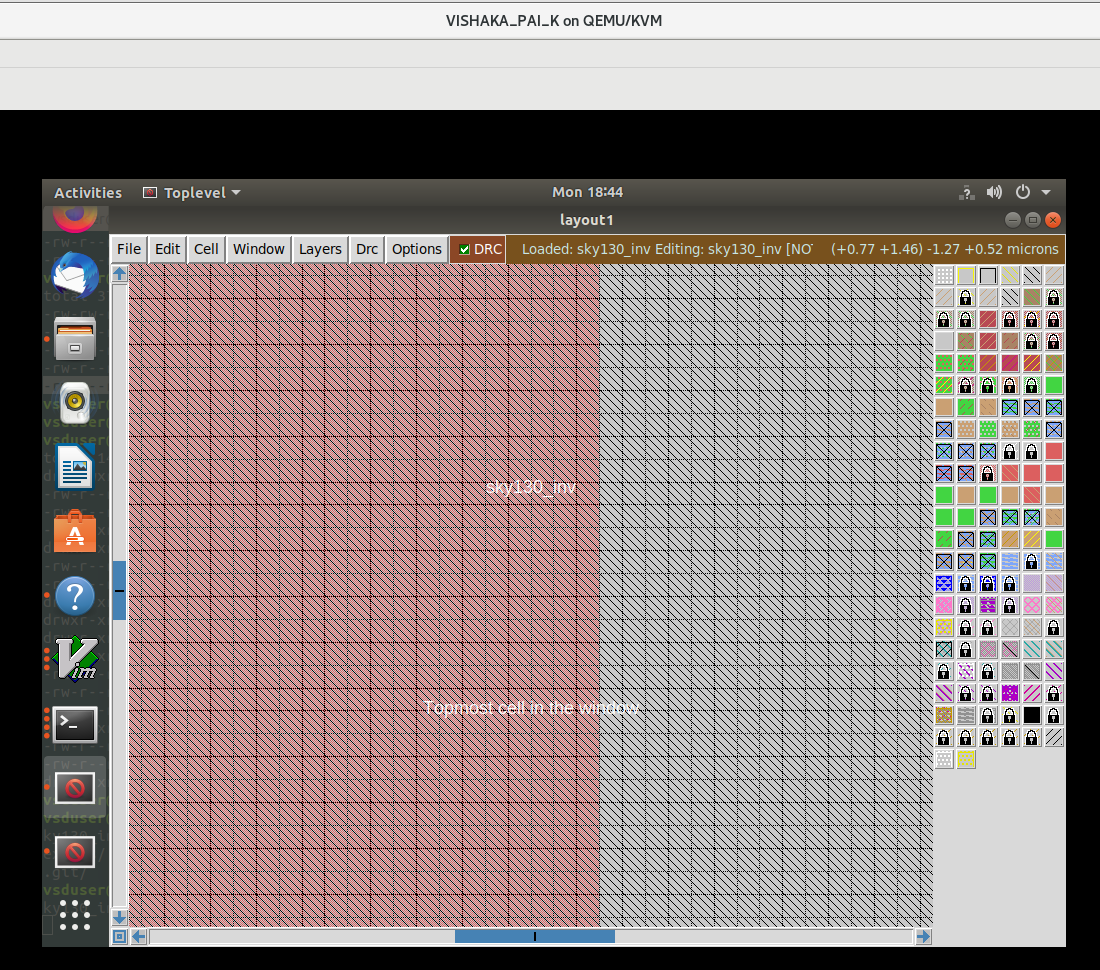 VISHAKA_PAI_K on QEMU/KVM
Activities Toplevel Mon 18:44
layout1
File Edit Cell Window Layers Drc Options DRC Loaded: sky130_inv Editing: sky130_inv [NO (+0.77 +1.46) -1.27 +0.52 microns
sky130_inv
Topmost cell in the window